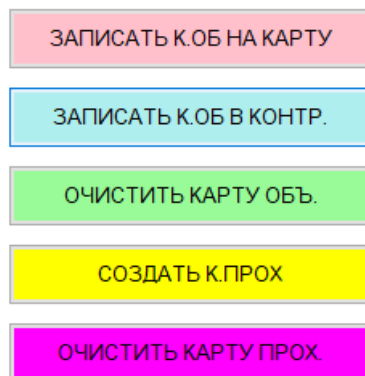 ЗАПИСАТЬ К.ОБ НА КАРТУ
ЗАПИСАТЬ К.ОБ В КОНТР.
ОЧИСТИТЬ КАРТУ ОБЪ.
СОЗДАТЬ К.ПРОХ
ОЧИСТИТЬ КАРТУ ПРОХ.